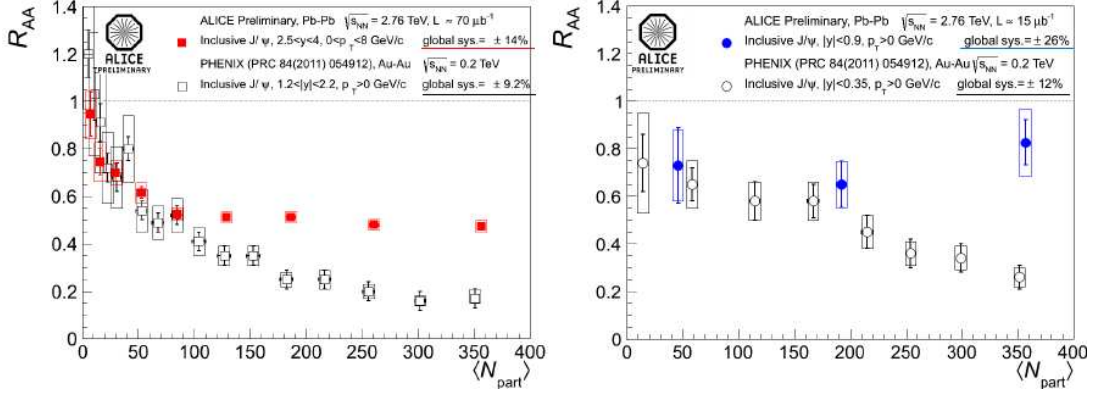 R_AA
1.4
1.2
1
0.8
0.6
0.4
0.2
0
ALICE
PRELIMINARY
ALICE Preliminary, Pb-Pb √s_NN = 2.76 TeV, L ≈ 70 μb⁻¹
Inclusive J/ψ, 2.5<y<4, 0<p_T<8 GeV/c global sys.= ± 14%
PHENIX (PRC 84(2011) 054912), Au-Au √s_NN = 0.2 TeV
Inclusive J/ψ, 1.2<|y|<2.2, p_T>0 GeV/c global sys.= ± 9.2%
0 50 100 150 200 250 300 350 400
⟨N_part⟩
R_AA
1.4
1.2
1
0.8
0.6
0.4
0.2
0
ALICE
PRELIMINARY
ALICE Preliminary, Pb-Pb √s_NN = 2.76 TeV, L ≈ 15 μb⁻¹
Inclusive J/ψ, |y|<0.9, p_T>0 GeV/c global sys.= ± 26%
PHENIX (PRC 84(2011) 054912), Au-Au √s_NN = 0.2 TeV
Inclusive J/ψ, |y|<0.35, p_T>0 GeV/c global sys.= ± 12%
0 50 100 150 200 250 300 350 400
⟨N_part⟩